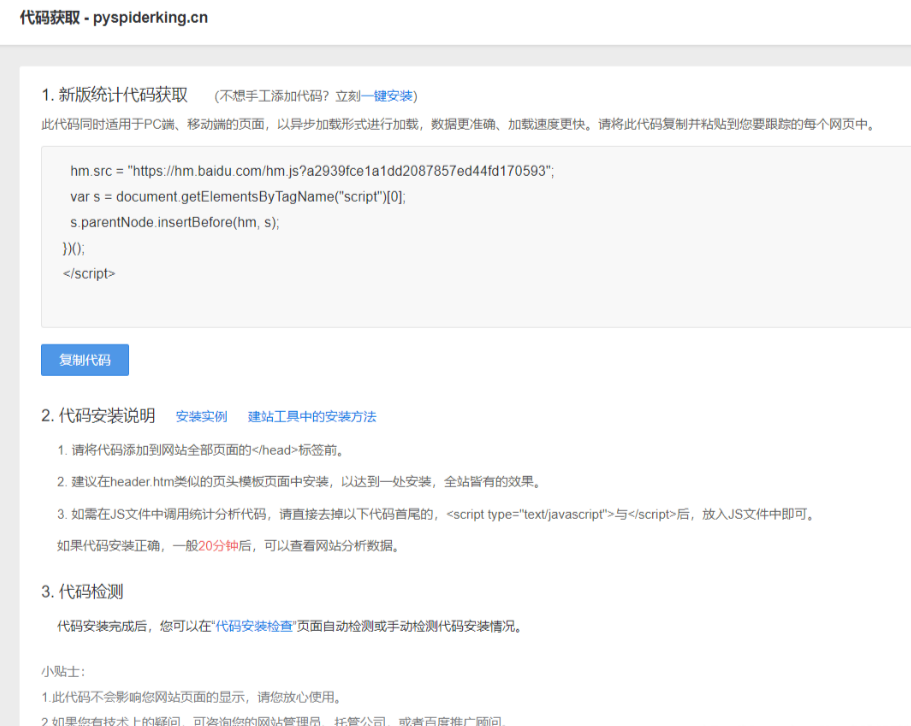 代码获取 - pyspiderking.cn
1. 新版统计代码获取 (不想手工添加代码？立刻一键安装)
此代码同时适用于PC端、移动端的页面，以异步加载形式进行加载，数据更准确、加载速度更快。请将此代码复制并粘贴到您要跟踪的每个网页中。
hm.src = "https://hm.baidu.com/hm.js?a2939fce1a1dd2087857ed44fd170593";
var s = document.getElementsByTagName("script")[0];
s.parentNode.insertBefore(hm, s);
})();
</script>
复制代码
2. 代码安装说明 安装实例 建站工具中的安装方法
1. 请将代码添加到网站全部页面的</head>标签前。
2. 建议在header.htm类似的页头模板页面中安装，以达到一处安装，全站皆有的效果。
3. 如需在JS文件中调用统计分析代码，请直接去掉以下代码首尾的，<script type="text/javascript">与</script>后，放入JS文件中即可。
如果代码安装正确，一般20分钟后，可以查看网站分析数据。
3. 代码检测
代码安装完成后，您可以在“代码安装检查”页面自动检测或手动检测代码安装情况。
小贴士：
1.此代码不会影响您网站页面的显示，请您放心使用。
2.如果您有技术上的疑问，可咨询您的网站管理员、托管公司，或者百度推广顾问。